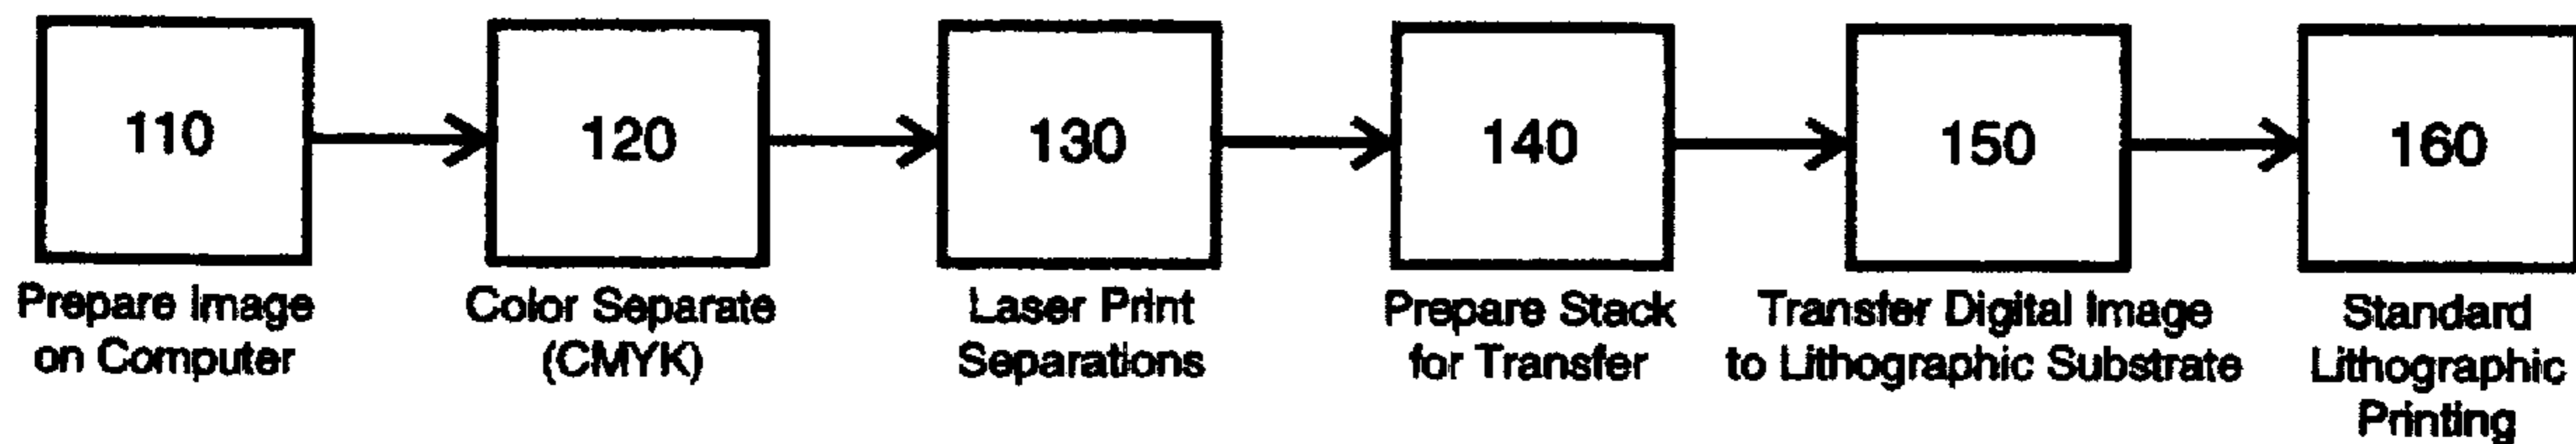 110
120
130
140
150
160
Prepare Image
on Computer
Color Separate
(CMYK)
Laser Print
Separations
Prepare Stack
for Transfer
Transfer Digital Image
to Lithographic Substrate
Standard
Lithographic
Printing